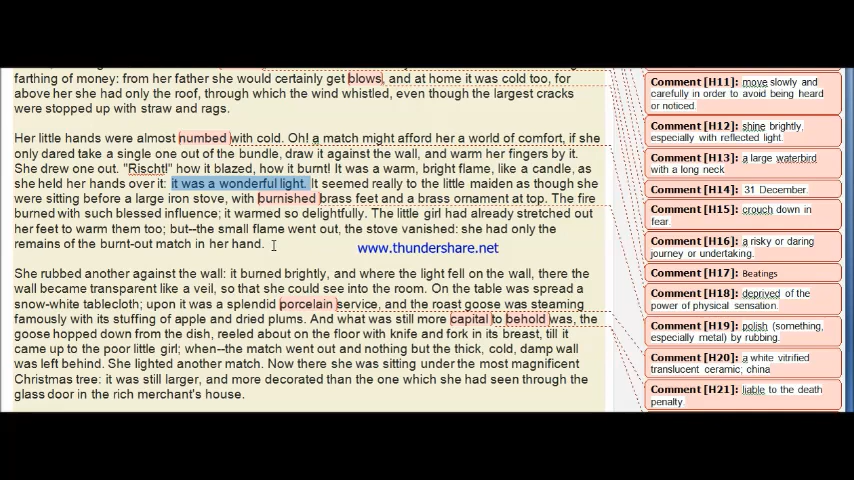 farthing of money: from her father she would certainly get blows, and at home it was cold too, for
above her she had only the roof, through which the wind whistled, even though the largest cracks
were stopped up with straw and rags.
Her little hands were almost numbed with cold. Oh! a match might afford her a world of comfort, if she
only dared take a single one out of the bundle, draw it against the wall, and warm her fingers by it.
She drew one out. "Rischt!" how it blazed, how it burnt! It was a warm, bright flame, like a candle, as
she held her hands over it: it was a wonderful light. It seemed really to the little maiden as though she
were sitting before a large iron stove, with burnished brass feet and a brass ornament at top. The fire
burned with such blessed influence; it warmed so delightfully. The little girl had already stretched out
her feet to warm them too; but--the small flame went out, the stove vanished: she had only the
remains of the burnt-out match in her hand.
www.thundershare.net
She rubbed another against the wall: it burned brightly, and where the light fell on the wall, there the
wall became transparent like a veil, so that she could see into the room. On the table was spread a
snow-white tablecloth; upon it was a splendid porcelain service, and the roast goose was steaming
famously with its stuffing of apple and dried plums. And what was still more capital to behold was, the
goose hopped down from the dish, reeled about on the floor with knife and fork in its breast, till it
came up to the poor little girl; when--the match went out and nothing but the thick, cold, damp wall
was left behind. She lighted another match. Now there she was sitting under the most magnificent
Christmas tree: it was still larger, and more decorated than the one which she had seen through the
glass door in the rich merchant's house.
Comment [H11]: move slowly and
carefully in order to avoid being heard
or noticed.
Comment [H12]: shine brightly,
especially with reflected light.
Comment [H13]: a large waterbird
with a long neck
Comment [H14]: 31 December.
Comment [H15]: crouch down in
fear.
Comment [H16]: a risky or daring
journey or undertaking.
Comment [H17]: Beatings
Comment [H18]: deprived of the
power of physical sensation.
Comment [H19]: polish (something,
especially metal) by rubbing.
Comment [H20]: a white vitrified
translucent ceramic; china
Comment [H21]: liable to the death
penalty